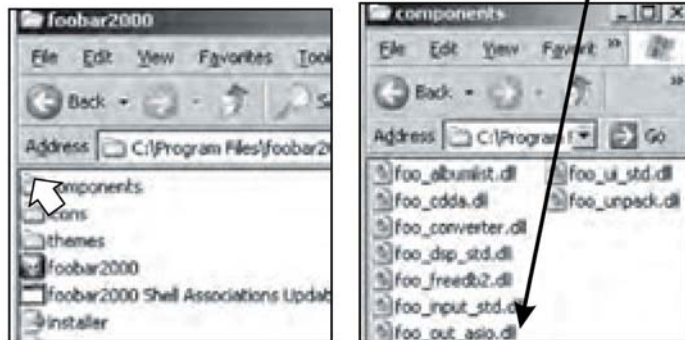 foobar2000
File Edit View Favorites Tool
Back
Address C:\Program Files\foobar2
components
icons
themes
foobar2000
foobar2000 Shell Associations Updat
installer
components
File Edit View Favorit »
Back »
Address C:\Program F Go
foo_albumlist.dll foo_ui_std.dll
foo_cdda.dll foo_unpack.dll
foo_converter.dll
foo_dsp_std.dll
foo_freedb2.dll
foo_input_std.dll
foo_out_asio.dll